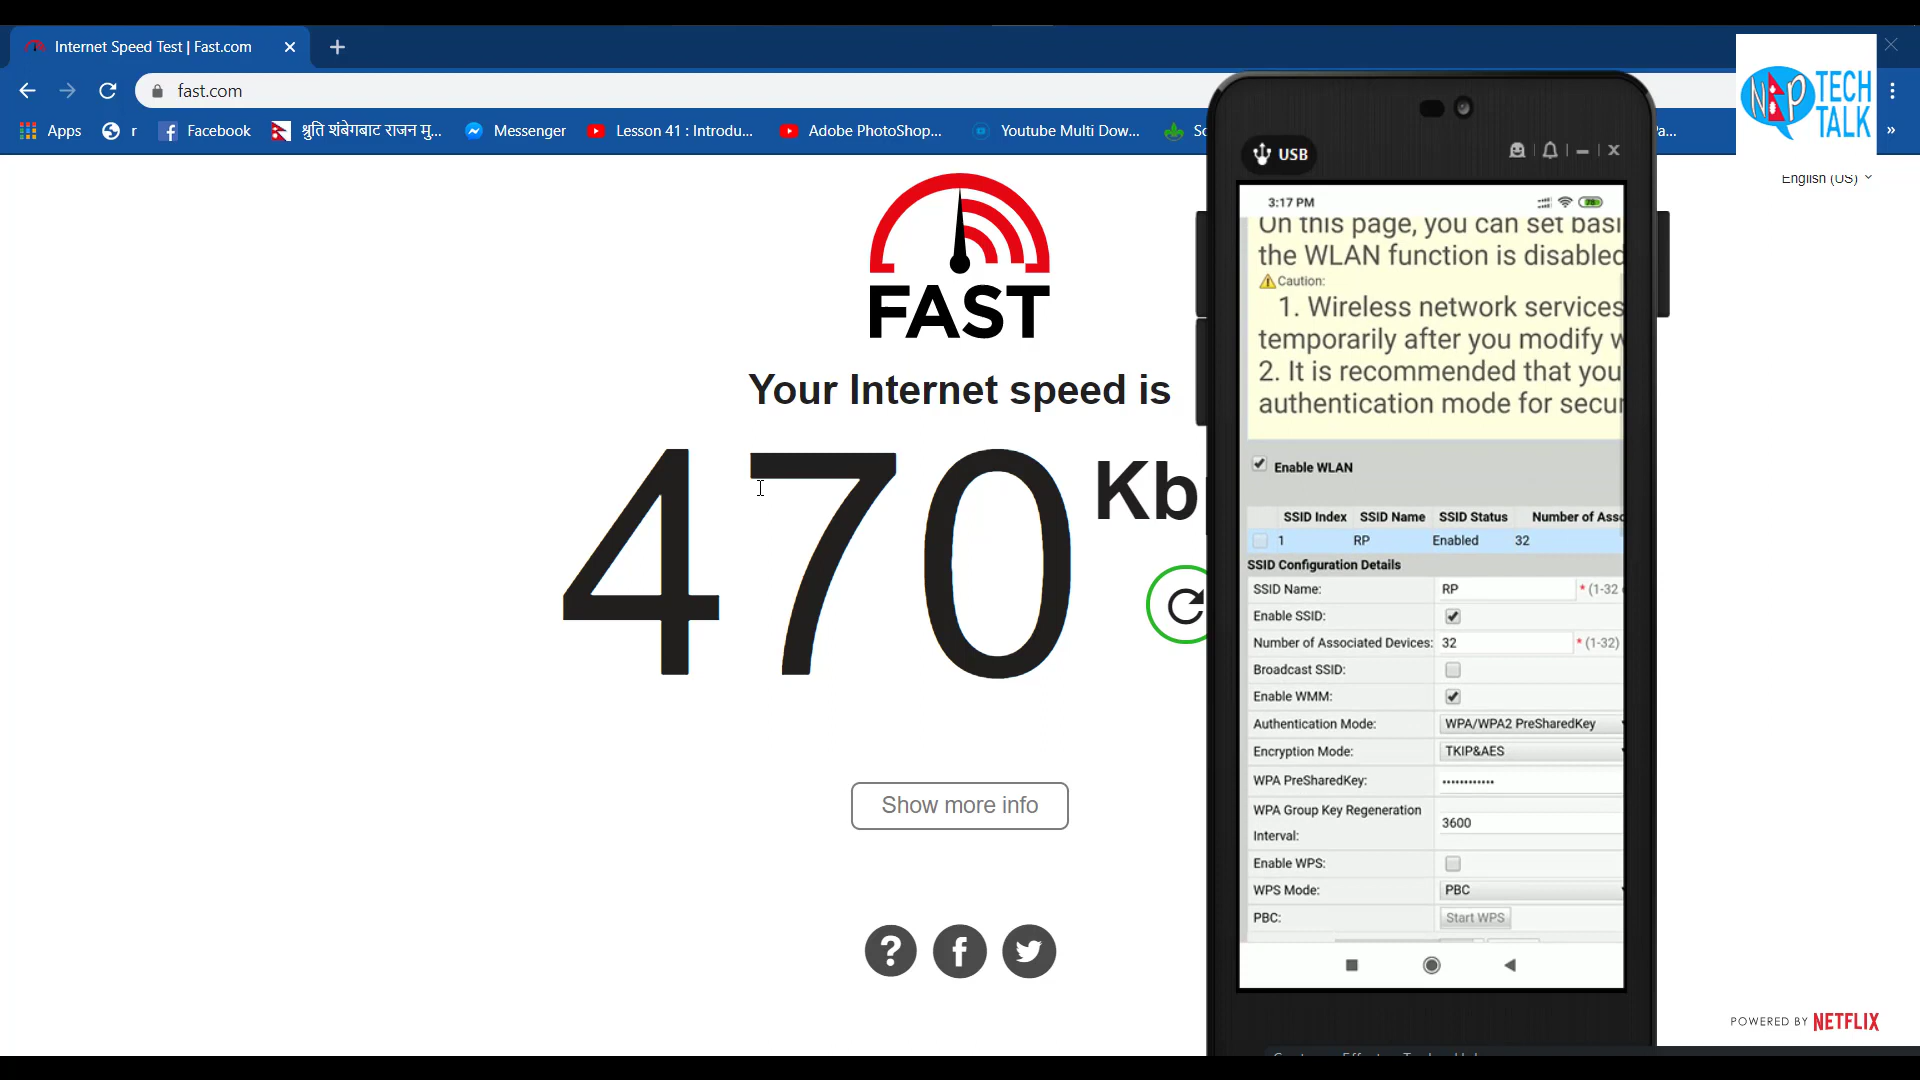 Internet Speed Test | Fast.com
fast.com
Apps
r
Facebook
श्रुति शंबेगबाट राजन मु...
Messenger
Lesson 41 : Introdu...
Adobe PhotoShop...
Youtube Multi Dow...
Sc
Pa...
»
NEP TECH TALK
English (US)
FAST
Your Internet speed is
470
Kb
Show more info
POWERED BY NETFLIX
USB
3:17 PM
78
On this page, you can set basi
the WLAN function is disabled
Caution:
1. Wireless network services
temporarily after you modify w
2. It is recommended that you
authentication mode for secur
Enable WLAN
SSID Index SSID Name SSID Status Number of Asso
1 RP Enabled 32
SSID Configuration Details
SSID Name: RP * (1-32 c
Enable SSID:
Number of Associated Devices: 32 * (1-32)
Broadcast SSID:
Enable WMM:
Authentication Mode: WPA/WPA2 PreSharedKey
Encryption Mode: TKIP&AES
WPA PreSharedKey: ••••••••••••
WPA Group Key Regeneration
Interval: 3600
Enable WPS:
WPS Mode: PBC
PBC: Start WPS